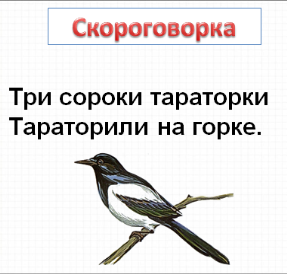 Скороговорка
Три сороки тараторки
Тараторили на горке.